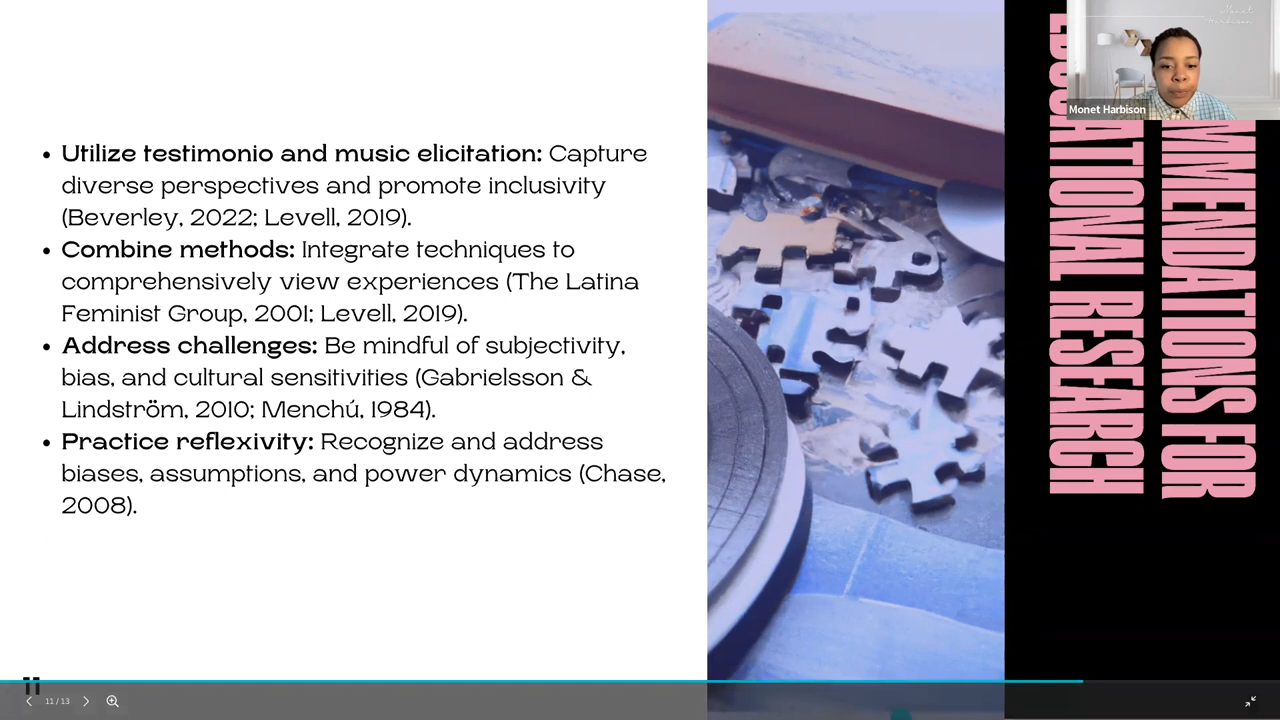 • Utilize testimonio and music elicitation: Capture
diverse perspectives and promote inclusivity
(Beverley, 2022; Levell, 2019).
• Combine methods: Integrate techniques to
comprehensively view experiences (The Latina
Feminist Group, 2001; Levell, 2019).
• Address challenges: Be mindful of subjectivity,
bias, and cultural sensitivities (Gabrielsson &
Lindström, 2010; Menchú, 1984).
• Practice reflexivity: Recognize and address
biases, assumptions, and power dynamics (Chase,
2008).
MMENDATIONS FOR
EDUCATIONAL RESEARCH
Monet
Harbison
Monet Harbison
11
11 / 13